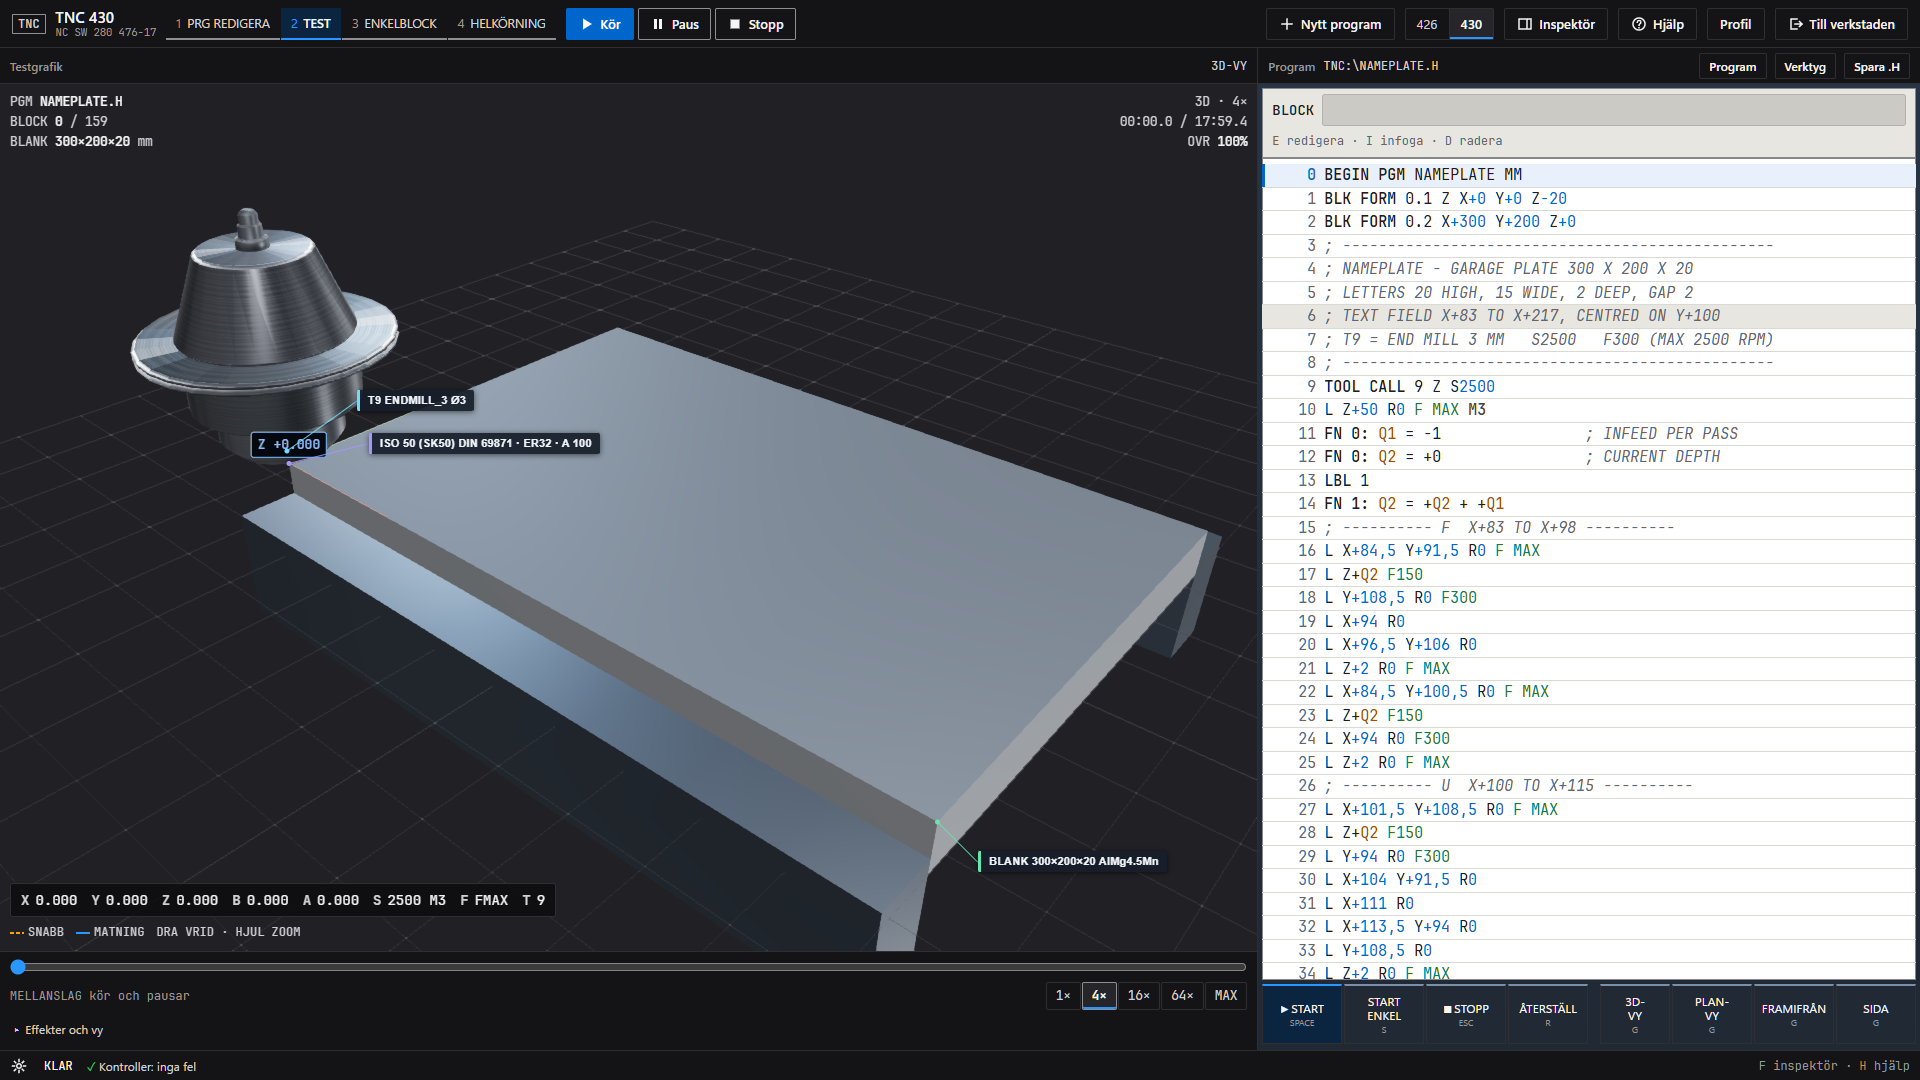 TNC TNC 430 NC SW 280 476-17 1 PRG REDIGERA 2 TEST 3 ENKELBLOCK 4 HELKÖRNING Kör Paus Stopp Nytt program 426 430 Inspektör Hjälp Profil Till verkstaden
Testgrafik 3D-VY
Program TNC:\NAMEPLATE.H Program Verktyg Spara .H
PGM NAMEPLATE.H
BLOCK 0 / 159
BLANK 300×200×20 mm
3D · 4×
00:00.0 / 17:59.4
OVR 100%
T9 ENDMILL_3 Ø3
Z +0.000
ISO 50 (SK50) DIN 69871 · ER32 · A 100
BLANK 300×200×20 AlMg4.5Mn
X 0.000 Y 0.000 Z 0.000 B 0.000 A 0.000 S 2500 M3 F FMAX T 9
SNABB MATNING DRA VRID · HJUL ZOOM
MELLANSLAG kör och pausar
1× 4× 16× 64× MAX
Effekter och vy
BLOCK
E redigera · I infoga · D radera
0 BEGIN PGM NAMEPLATE MM
1 BLK FORM 0.1 Z X+0 Y+0 Z-20
2 BLK FORM 0.2 X+300 Y+200 Z+0
3 ; ------------------------------------------------
4 ; NAMEPLATE - GARAGE PLATE 300 X 200 X 20
5 ; LETTERS 20 HIGH, 15 WIDE, 2 DEEP, GAP 2
6 ; TEXT FIELD X+83 TO X+217, CENTRED ON Y+100
7 ; T9 = END MILL 3 MM S2500 F300 (MAX 2500 RPM)
8 ; ------------------------------------------------
9 TOOL CALL 9 Z S2500
10 L Z+50 R0 F MAX M3
11 FN 0: Q1 = -1 ; INFEED PER PASS
12 FN 0: Q2 = +0 ; CURRENT DEPTH
13 LBL 1
14 FN 1: Q2 = +Q2 + +Q1
15 ; ---------- F X+83 TO X+98 ----------
16 L X+84,5 Y+91,5 R0 F MAX
17 L Z+Q2 F150
18 L Y+108,5 R0 F300
19 L X+94 R0
20 L X+96,5 Y+106 R0
21 L Z+2 R0 F MAX
22 L X+84,5 Y+100,5 R0 F MAX
23 L Z+Q2 F150
24 L X+94 R0 F300
25 L Z+2 R0 F MAX
26 ; ---------- U X+100 TO X+115 ----------
27 L X+101,5 Y+108,5 R0 F MAX
28 L Z+Q2 F150
29 L Y+94 R0 F300
30 L X+104 Y+91,5 R0
31 L X+111 R0
32 L X+113,5 Y+94 R0
33 L Y+108,5 R0
34 L Z+2 R0 F MAX
START SPACE
START ENKEL S
STOPP ESC
ÅTERSTÄLL R
3D-VY G
PLAN-VY G
FRAMIFRÅN G
SIDA G
KLAR ✓ Kontroller: inga fel
F inspektör · H hjälp